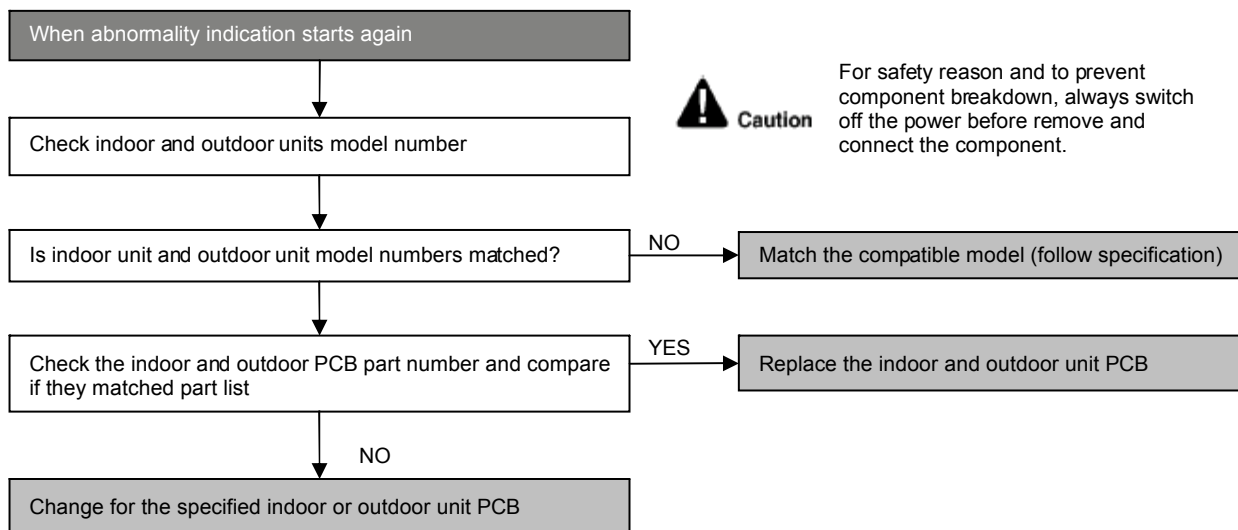 When abnormality indication starts again
For safety reason and to prevent
component breakdown, always switch
off the power before remove and
connect the component.
Caution
Check indoor and outdoor units model number
Is indoor unit and outdoor unit model numbers matched?
NO
Match the compatible model (follow specification)
Check the indoor and outdoor PCB part number and compare
if they matched part list
YES
Replace the indoor and outdoor unit PCB
NO
Change for the specified indoor or outdoor unit PCB